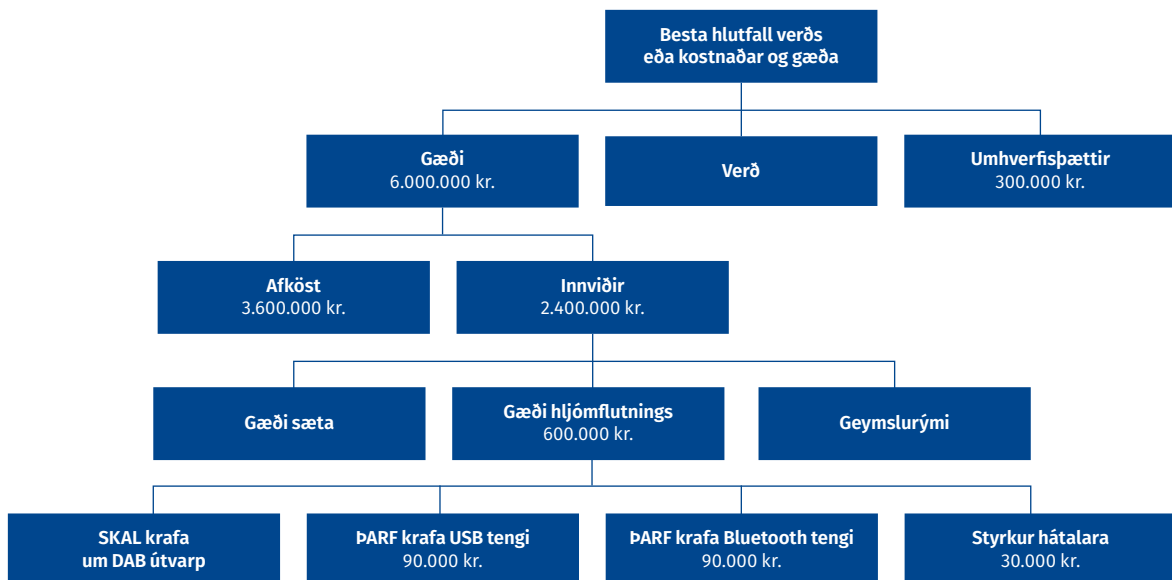 Besta hlutfall verðs
eða kostnaðar og gæða
Gæði
6.000.000 kr.
Verð
Umhverfisþættir
300.000 kr.
Afköst
3.600.000 kr.
Innviðir
2.400.000 kr.
Gæði sæta
Gæði hljómflutnings
600.000 kr.
Geymslurými
SKAL krafa
um DAB útvarp
ÞARF krafa USB tengi
90.000 kr.
ÞARF krafa Bluetooth tengi
90.000 kr.
Styrkur hátalara
30.000 kr.